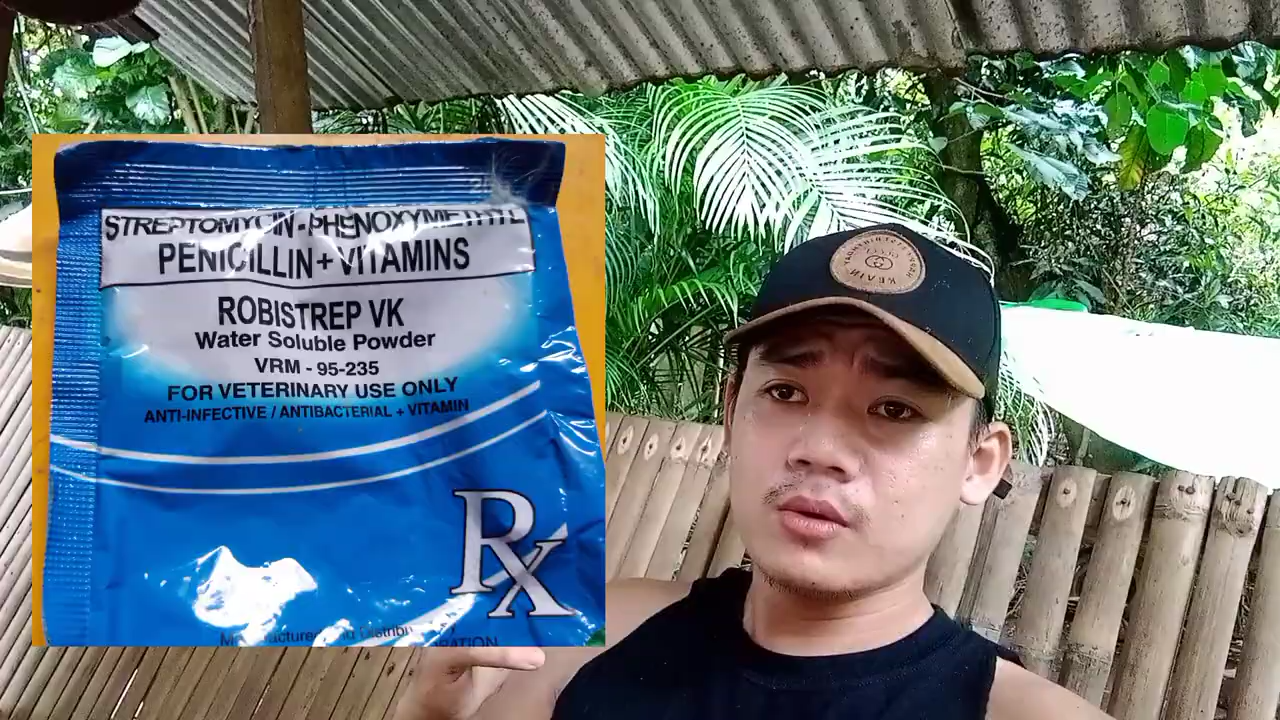 STREPTOMYCIN-PHENOXYMETHYL
PENICILLIN + VITAMINS
ROBISTREP VK
Water Soluble Powder
VRM - 95-235
FOR VETERINARY USE ONLY
ANTI-INFECTIVE / ANTIBACTERIAL + VITAMIN
Rx